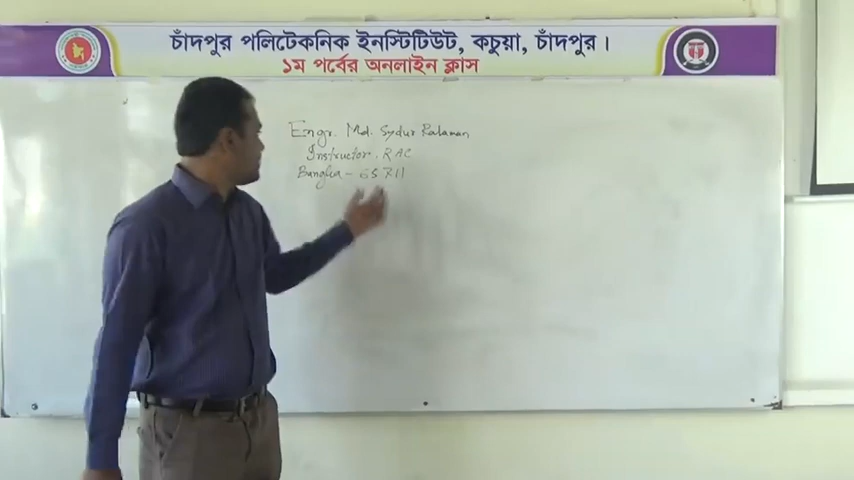 চাঁদপুর পলিটেকনিক ইনস্টিটিউট, কচুয়া, চাঁদপুর।
১ম পর্বের অনলাইন ক্লাস
Engr. Md. Sydur Rahman
Instructor. RAC
Bangla - 65711